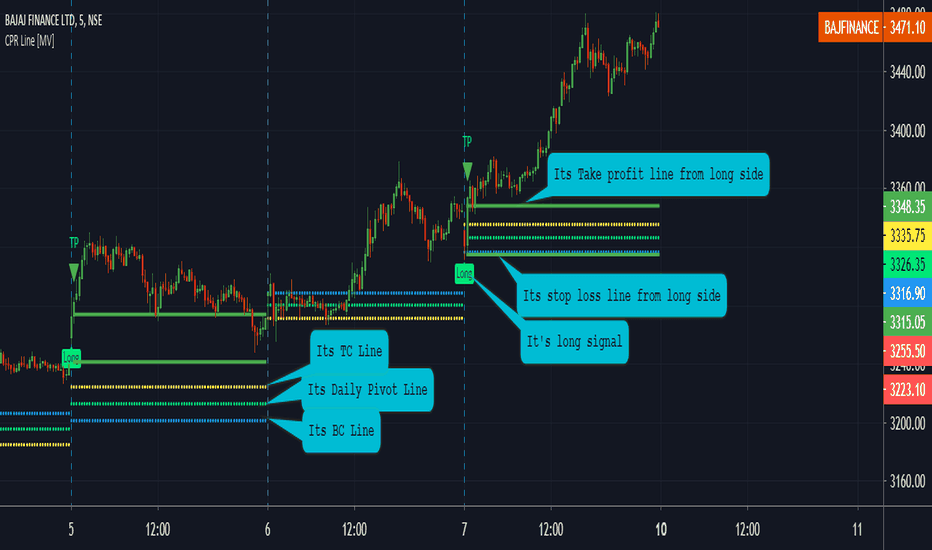 BAJAJ FINANCE LTD, 5, NSE
CPR Line [MV]
BAJFINANCE 3471.10
3440.00
3400.00
3360.00
3348.35
3335.75
3326.35
3316.90
3315.05
3255.50
3223.10
3200.00
3160.00
TP
Long
TP
Long
Its Take profit line from long side
Its stop loss line from long side
It's long signal
Its TC Line
Its Daily Pivot Line
Its BC Line
5 12:00 6 12:00 7 12:00 10 12:00 11